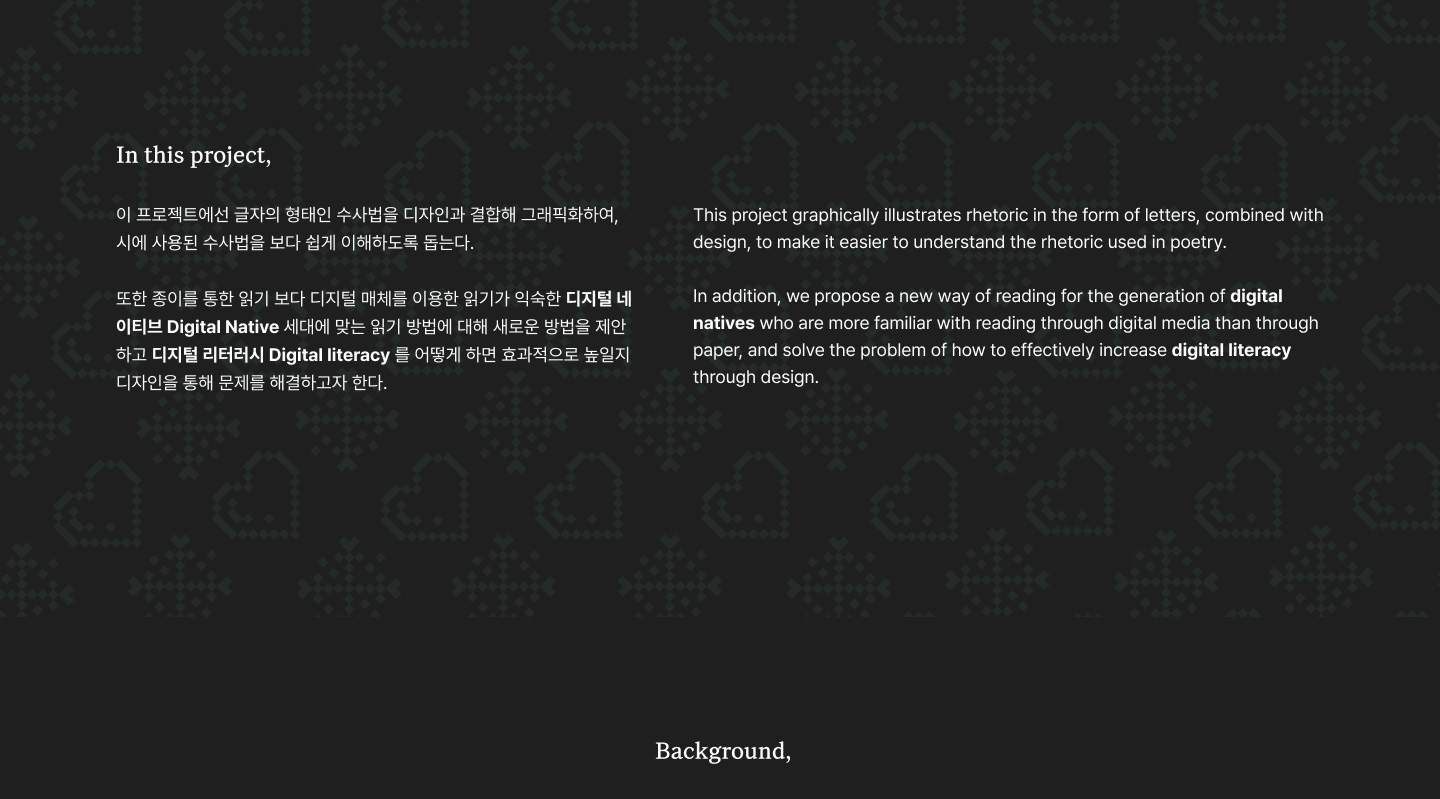 In this project,
이 프로젝트에선 글자의 형태인 수사법을 디자인과 결합해 그래픽화하여,
시에 사용된 수사법을 보다 쉽게 이해하도록 돕는다.
또한 종이를 통한 읽기 보다 디지털 매체를 이용한 읽기가 익숙한 디지털 네
이티브 Digital Native 세대에 맞는 읽기 방법에 대해 새로운 방법을 제안
하고 디지털 리터러시 Digital literacy 를 어떻게 하면 효과적으로 높일지
디자인을 통해 문제를 해결하고자 한다.
This project graphically illustrates rhetoric in the form of letters, combined with
design, to make it easier to understand the rhetoric used in poetry.
In addition, we propose a new way of reading for the generation of digital
natives who are more familiar with reading through digital media than through
paper, and solve the problem of how to effectively increase digital literacy
through design.
Background,